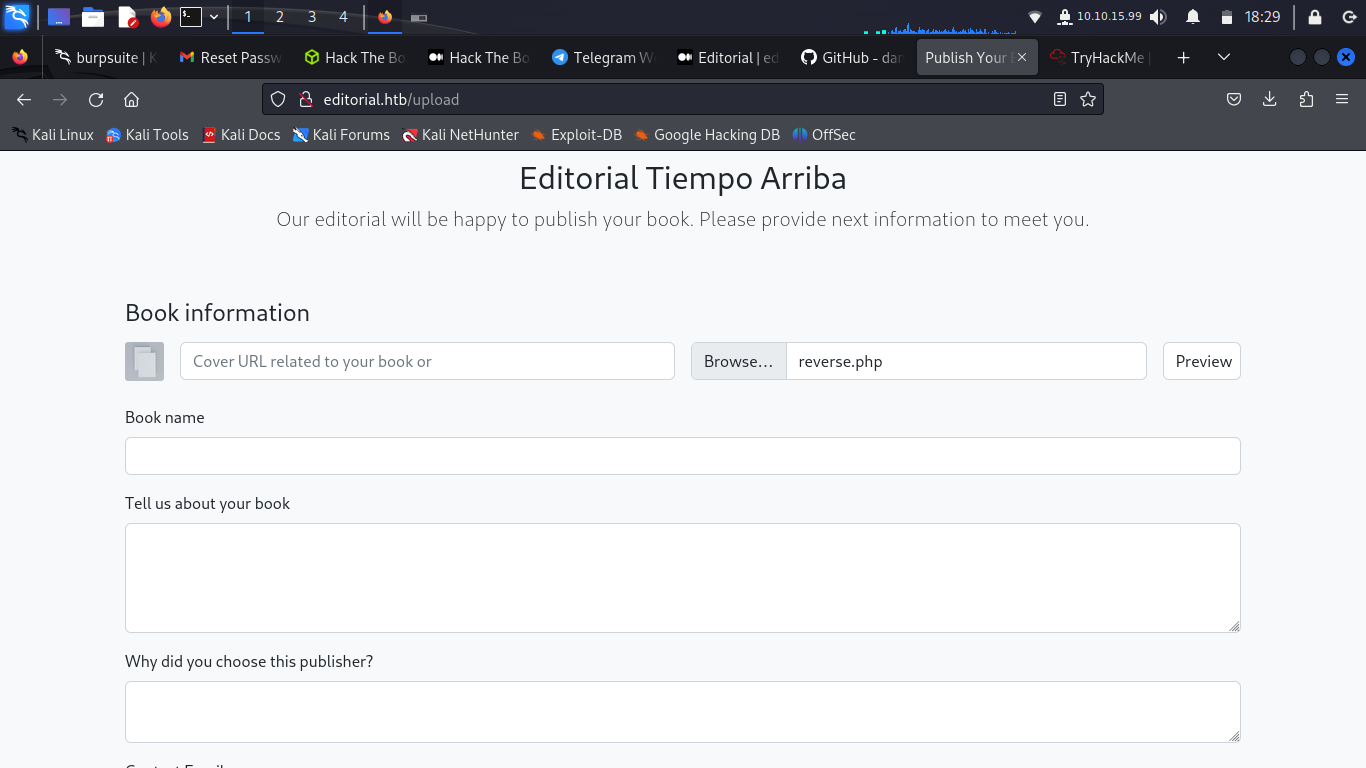 1 2 3 4 10.10.15.99 18:29
burpsuite | K Reset Passw Hack The Bo Hack The Bo Telegram W Editorial | ed GitHub - dan Publish Your E TryHackMe |
editorial.htb/upload
Kali Linux Kali Tools Kali Docs Kali Forums Kali NetHunter Exploit-DB Google Hacking DB OffSec
Editorial Tiempo Arriba
Our editorial will be happy to publish your book. Please provide next information to meet you.
Book information
Cover URL related to your book or Browse... reverse.php Preview
Book name
Tell us about your book
Why did you choose this publisher?